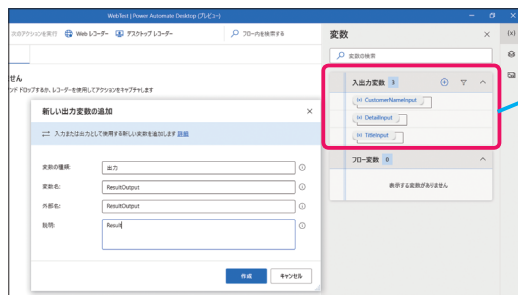 WebTest | Power Automate Desktop (プレビュー)
次のアクションを実行 Web レコーダー デスクトップ レコーダー フロー内を検索する
変数
変数の検索
(x)
入出力変数 3
(x) CustomerNameInput
(x) DetailInput
(x) TitleInput
フロー変数 0
表示する変数がありません
せん
ンド ドロップするか、レコーダーを使用してアクションをキャプチャします
新しい出力変数の追加
入力または出力として使用する新しい変数を追加します 詳細
変数の種類: 出力
変数名: ResultOutput
外部名: ResultOutput
説明: Result
作成 キャンセル